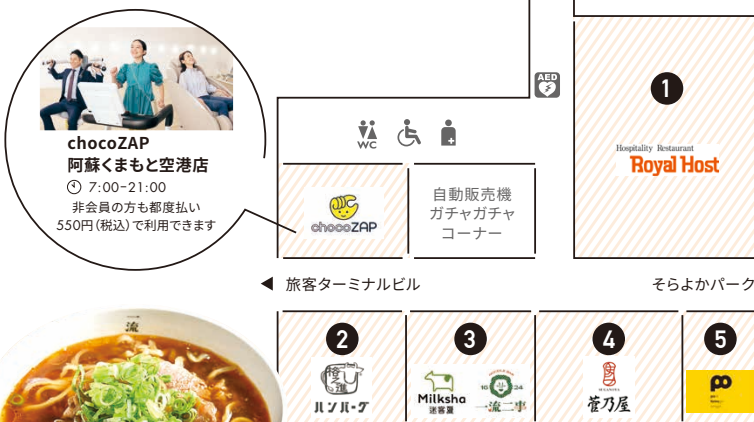 chocoZAP
阿蘇くまもと空港店
7:00-21:00
非会員の方も都度払い
550円(税込)で利用できます
AED
WC
chocoZAP
自動販売機
ガチャガチャ
コーナー
1
Hospitality Restaurant
Royal Host
◀ 旅客ターミナルビル
そらよかパーク
一流
2
ハンバーグ
3
Milksha
迷客夏
16 24
一流二事
4
菅乃屋
5